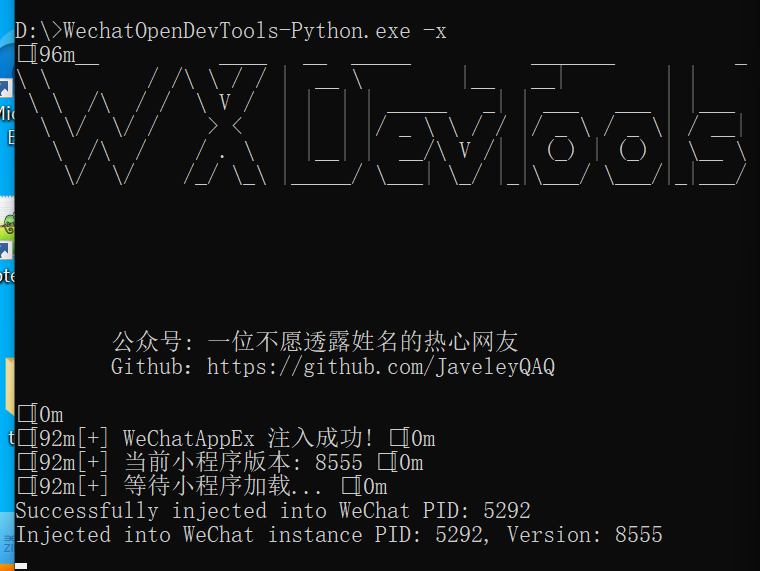 D:\>WechatOpenDevTools-Python.exe -x
[96m
WXDevTools
公众号: 一位不愿透露姓名的热心网友
Github: https://github.com/JaveleyQAQ
[0m
[92m[+] WeChatAppEx 注入成功! [0m
[92m[+] 当前小程序版本: 8555 [0m
[92m[+] 等待小程序加载... [0m
Successfully injected into WeChat PID: 5292
Injected into WeChat instance PID: 5292, Version: 8555